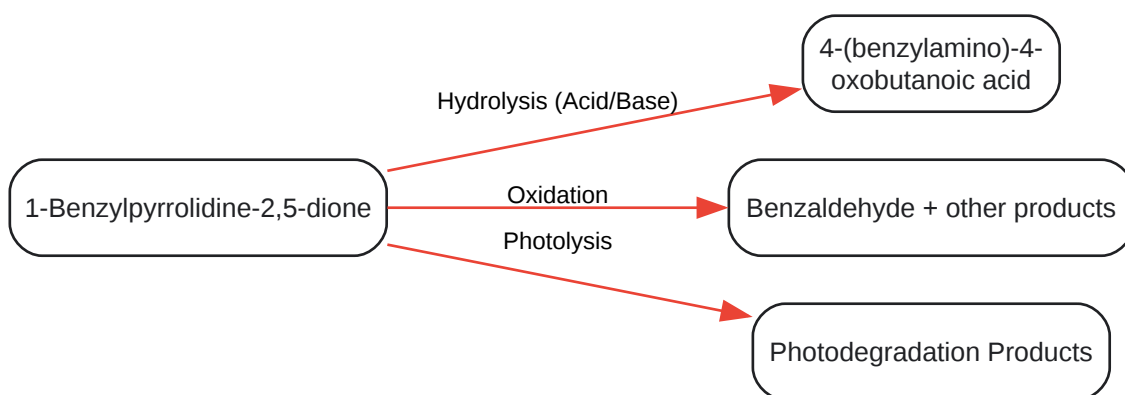 4-(benzylamino)-4-
oxobutanoic acid
Hydrolysis (Acid/Base)
1-Benzylpyrrolidine-2,5-dione
Oxidation
Benzaldehyde + other products
Photolysis
Photodegradation Products